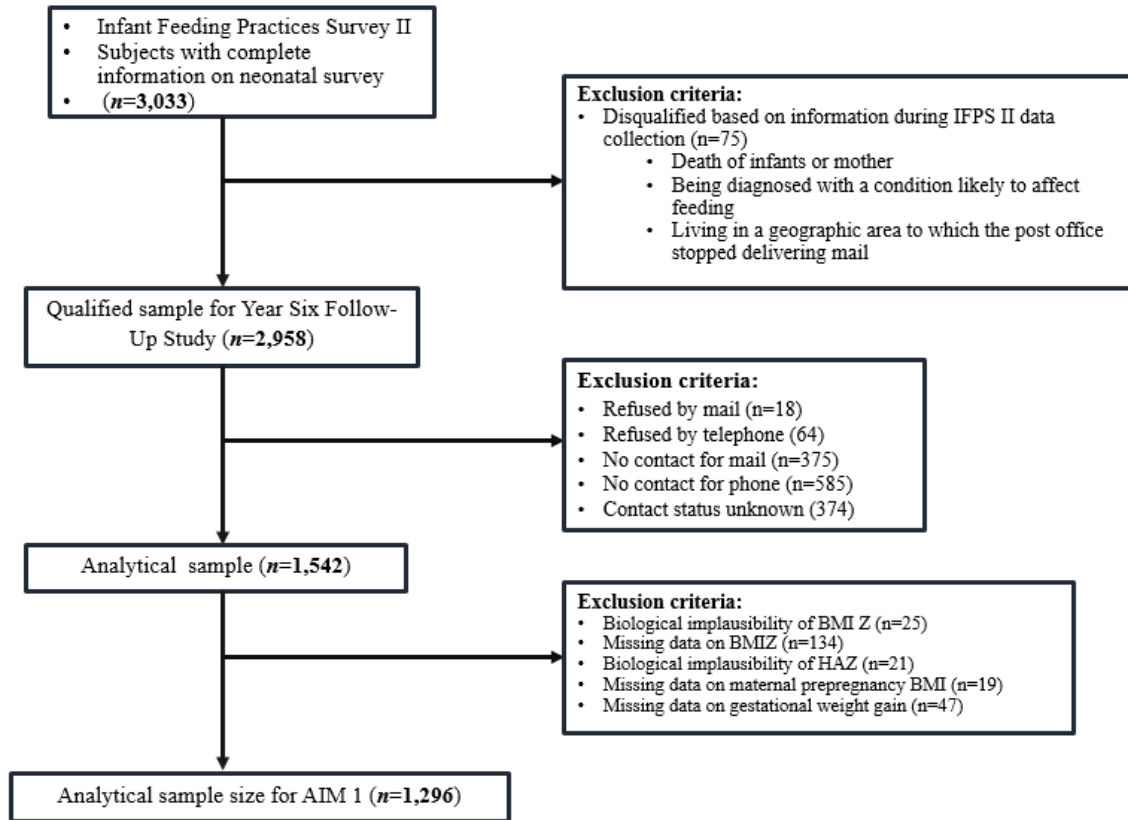 • Infant Feeding Practices Survey II
• Subjects with complete
information on neonatal survey
• (n=3,033)
Exclusion criteria:
• Disqualified based on information during IFPS II data
collection (n=75)
• Death of infants or mother
• Being diagnosed with a condition likely to affect
feeding
• Living in a geographic area to which the post office
stopped delivering mail
Qualified sample for Year Six Follow-
Up Study (n=2,958)
Exclusion criteria:
• Refused by mail (n=18)
• Refused by telephone (64)
• No contact for mail (n=375)
• No contact for phone (n=585)
• Contact status unknown (374)
Analytical sample (n=1,542)
Exclusion criteria:
• Biological implausibility of BMI Z (n=25)
• Missing data on BMIZ (n=134)
• Biological implausibility of HAZ (n=21)
• Missing data on maternal prepregnancy BMI (n=19)
• Missing data on gestational weight gain (n=47)
Analytical sample size for AIM 1 (n=1,296)